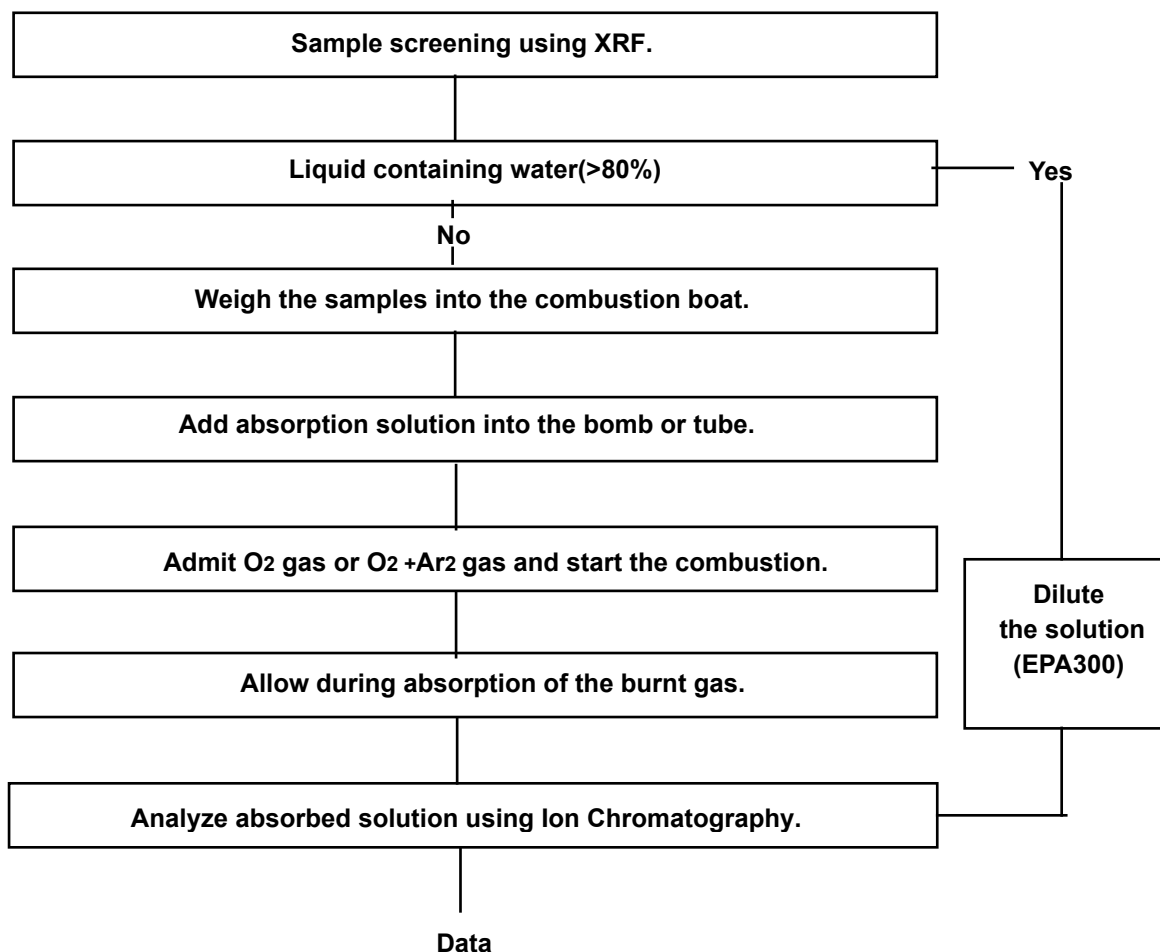 Sample screening using XRF.
Liquid containing water(>80%)
Yes
No
Weigh the samples into the combustion boat.
Add absorption solution into the bomb or tube.
Admit O2 gas or O2 +Ar2 gas and start the combustion.
Dilute
the solution
(EPA300)
Allow during absorption of the burnt gas.
Analyze absorbed solution using Ion Chromatography.
Data